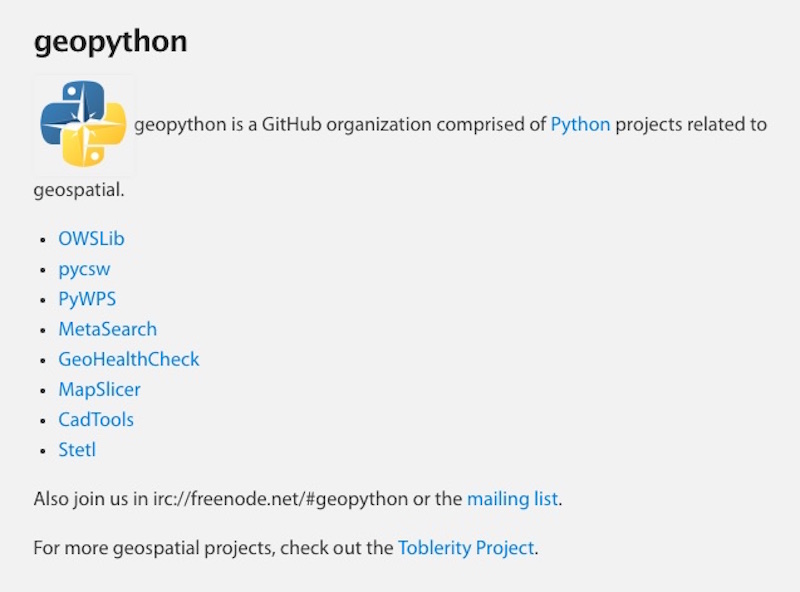 geopython
geopython is a GitHub organization comprised of Python projects related to
geospatial.
OWSLib
pycsw
PyWPS
MetaSearch
GeoHealthCheck
MapSlicer
CadTools
Stetl
Also join us in irc://freenode.net/#geopython or the mailing list.
For more geospatial projects, check out the Toblerity Project.